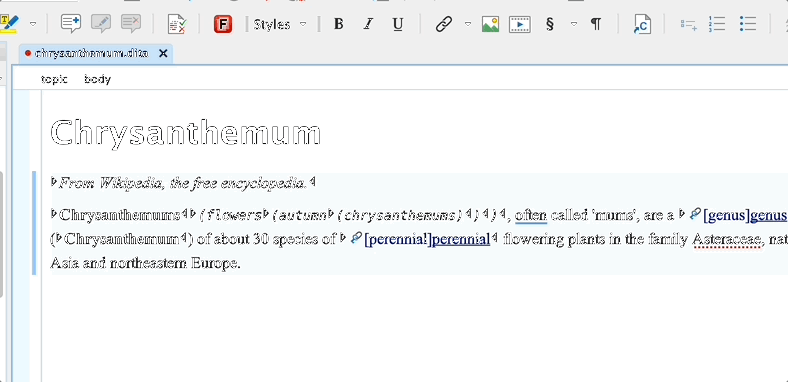 Styles B I U § ¶
chrysanthemum.dita
topic body
Chrysanthemum
From Wikipedia, the free encyclopedia.
Chrysanthemums (flowers (autumn (chrysanthemums))), often called 'mums', are a [genus]genus
(Chrysanthemum) of about 30 species of [perennial]perennial flowering plants in the family Asteraceae, nat
Asia and northeastern Europe.